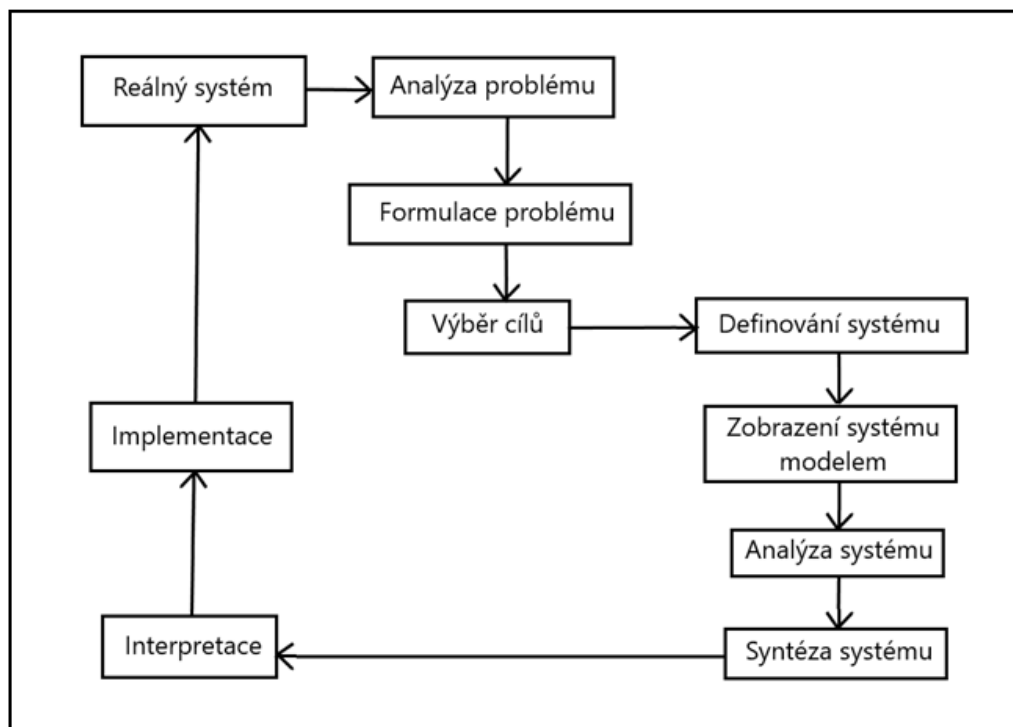 Reálný systém
Analýza problému
Formulace problému
Výběr cílů
Definování systému
Zobrazení systému
modelem
Analýza systému
Syntéza systému
Interpretace
Implementace